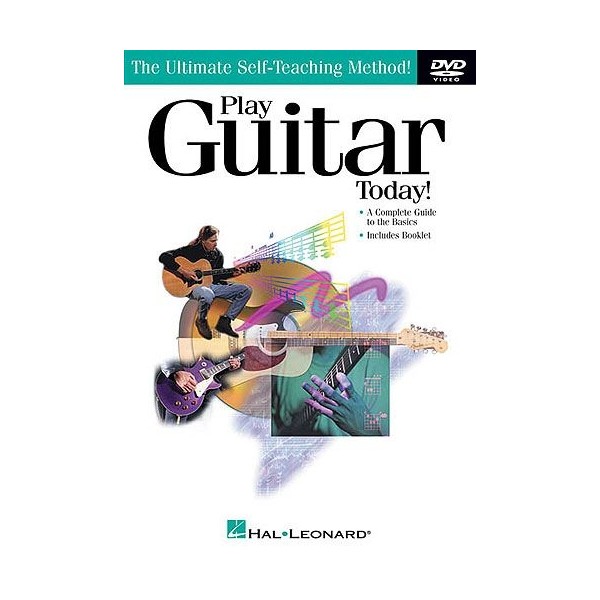 The Ultimate Self-Teaching Method!
DVD
VIDEO
Play
Guitar
Today!
• A Complete Guide
to the Basics
• Includes Booklet
HAL•LEONARD®